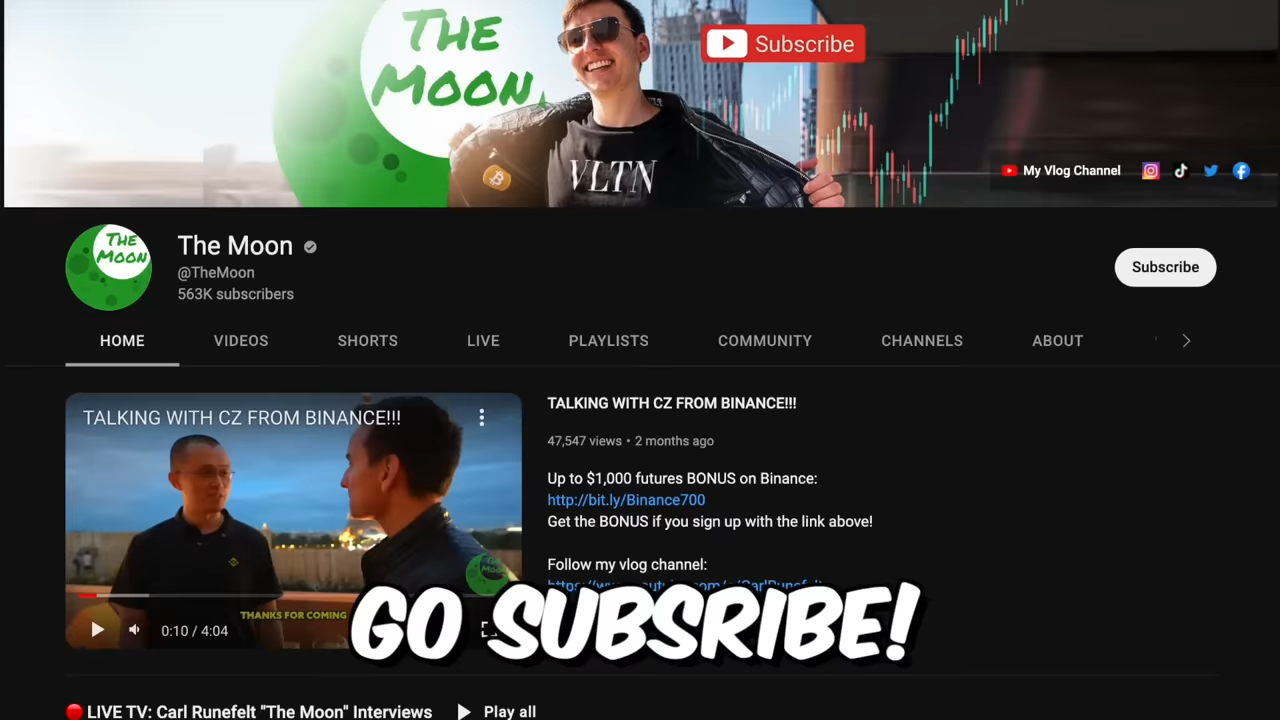 THE
MOON
Subscribe
VLTN
My Vlog Channel
THE
MOON
The Moon
@TheMoon
563K subscribers
Subscribe
HOME VIDEOS SHORTS LIVE PLAYLISTS COMMUNITY CHANNELS ABOUT
TALKING WITH CZ FROM BINANCE!!!
THANKS FOR COMING
0:10 / 4:04
TALKING WITH CZ FROM BINANCE!!!
47,547 views • 2 months ago
Up to $1,000 futures BONUS on Binance:
http://bit.ly/Binance700
Get the BONUS if you sign up with the link above!
Follow my vlog channel:
GO SUBSRIBE!
LIVE TV: Carl Runefelt "The Moon" Interviews Play all